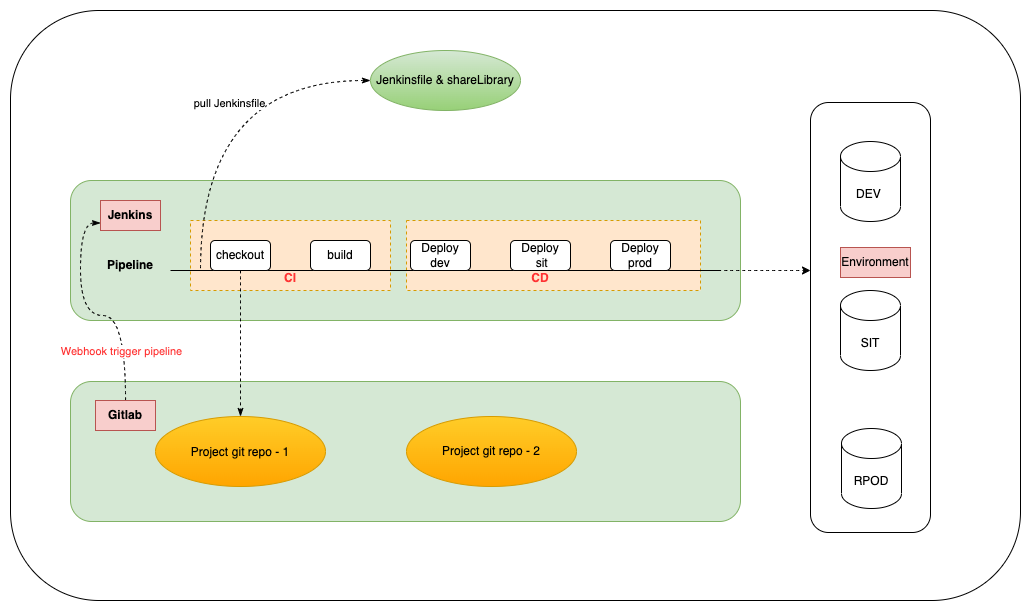 Jenkinsfile & shareLibrary
pull Jenkinsfile
Jenkins
Pipeline
checkout
build
Deploy
dev
Deploy
sit
Deploy
prod
CI
CD
Webhook trigger pipeline
Gitlab
Project git repo - 1
Project git repo - 2
DEV
Environment
SIT
RPOD